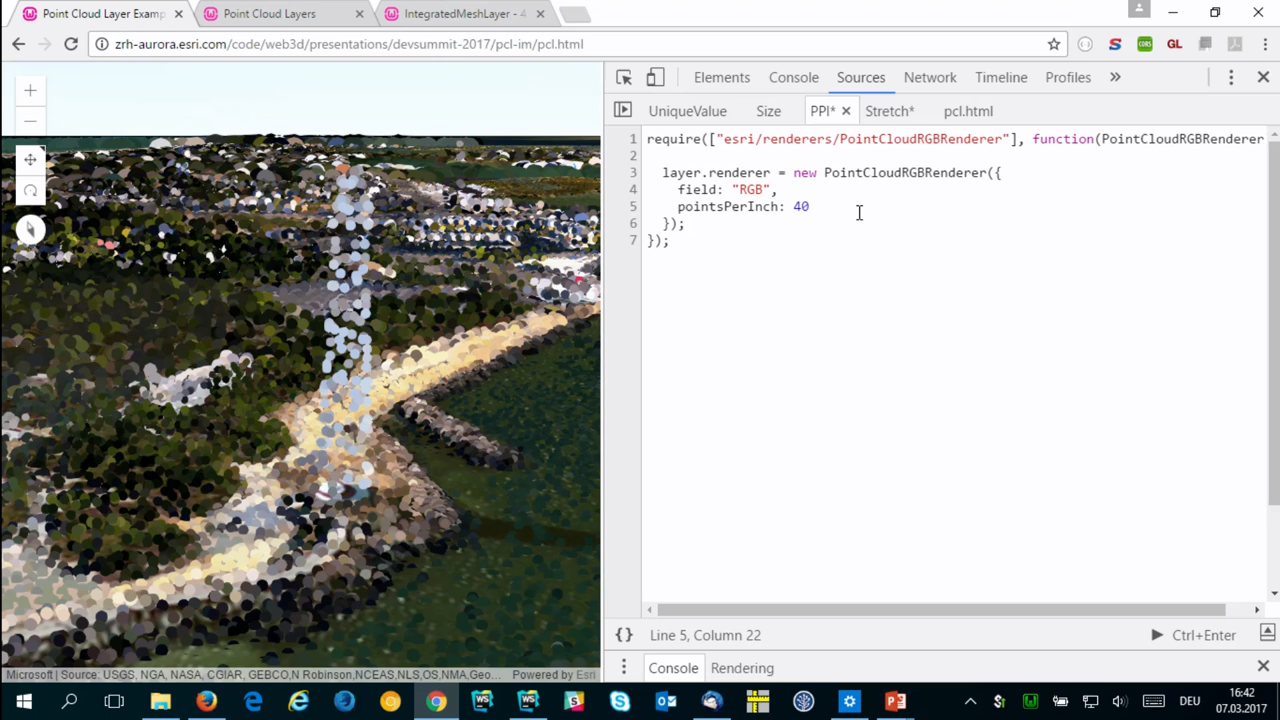 Point Cloud Layer Examp
Point Cloud Layers
IntegratedMeshLayer - 4
zrh-aurora.esri.com/code/web3d/presentations/devsummit-2017/pcl-im/pcl.html
GL
Elements Console Sources Network Timeline Profiles »
UniqueValue Size PPI* Stretch* pcl.html
1 require(["esri/renderers/PointCloudRGBRenderer"], function(PointCloudRGBRenderer
2
3 layer.renderer = new PointCloudRGBRenderer({
4 field: "RGB",
5 pointsPerInch: 40
6 });
7 });
{} Line 5, Column 22 Ctrl+Enter
Console Rendering
Microsoft | Source: USGS, NGA, NASA, CGIAR, GEBCO,N Robinson,NCEAS,NLS,OS,NMA,Geo... Powered by Esri
DEU
16:42
07.03.2017